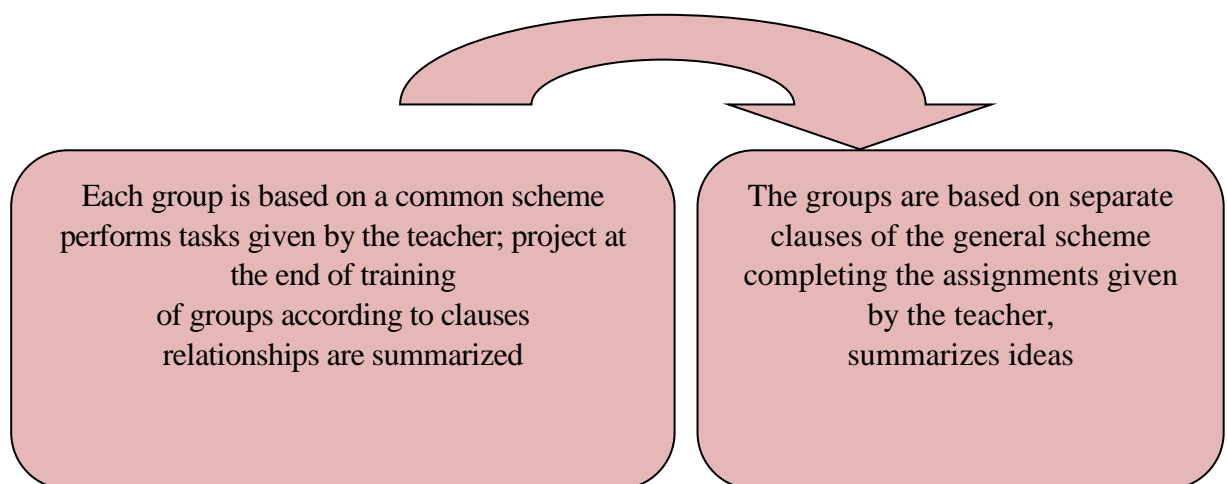 Each group is based on a common scheme
performs tasks given by the teacher; project at
the end of training
of groups according to clauses
relationships are summarized
The groups are based on separate
clauses of the general scheme
completing the assignments given
by the teacher,
summarizes ideas